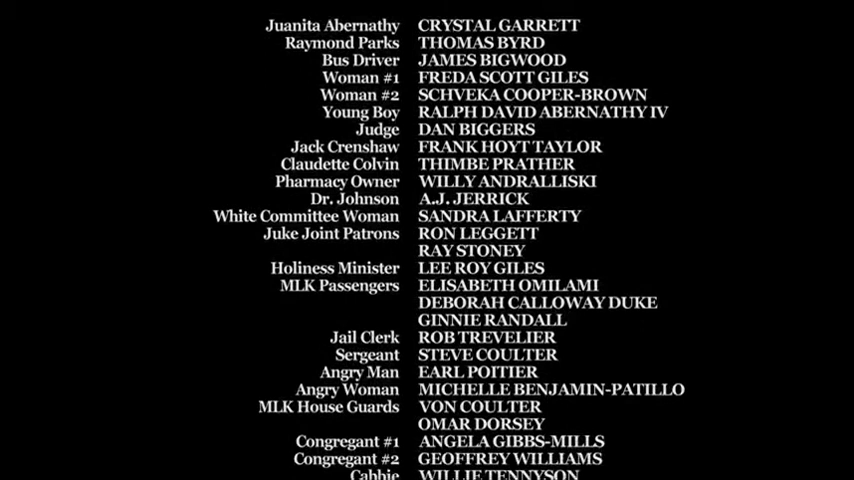 Juanita Abernathy CRYSTAL GARRETT
Raymond Parks THOMAS BYRD
Bus Driver JAMES BIGWOOD
Woman #1 FREDA SCOTT GILES
Woman #2 SCHVEKA COOPER-BROWN
Young Boy RALPH DAVID ABERNATHY IV
Judge DAN BIGGERS
Jack Crenshaw FRANK HOYT TAYLOR
Claudette Colvin THIMBE PRATHER
Pharmacy Owner WILLY ANDRALLISKI
Dr. Johnson A.J. JERRICK
White Committee Woman SANDRA LAFFERTY
Juke Joint Patrons RON LEGGETT
RAY STONEY
Holiness Minister LEE ROY GILES
MLK Passengers ELISABETH OMILAMI
DEBORAH CALLOWAY DUKE
GINNIE RANDALL
Jail Clerk ROB TREVELIER
Sergeant STEVE COULTER
Angry Man EARL POITIER
Angry Woman MICHELLE BENJAMIN-PATILLO
MLK House Guards VON COULTER
OMAR DORSEY
Congregant #1 ANGELA GIBBS-MILLS
Congregant #2 GEOFFREY WILLIAMS
Cabbie WILLIE TENNYSON